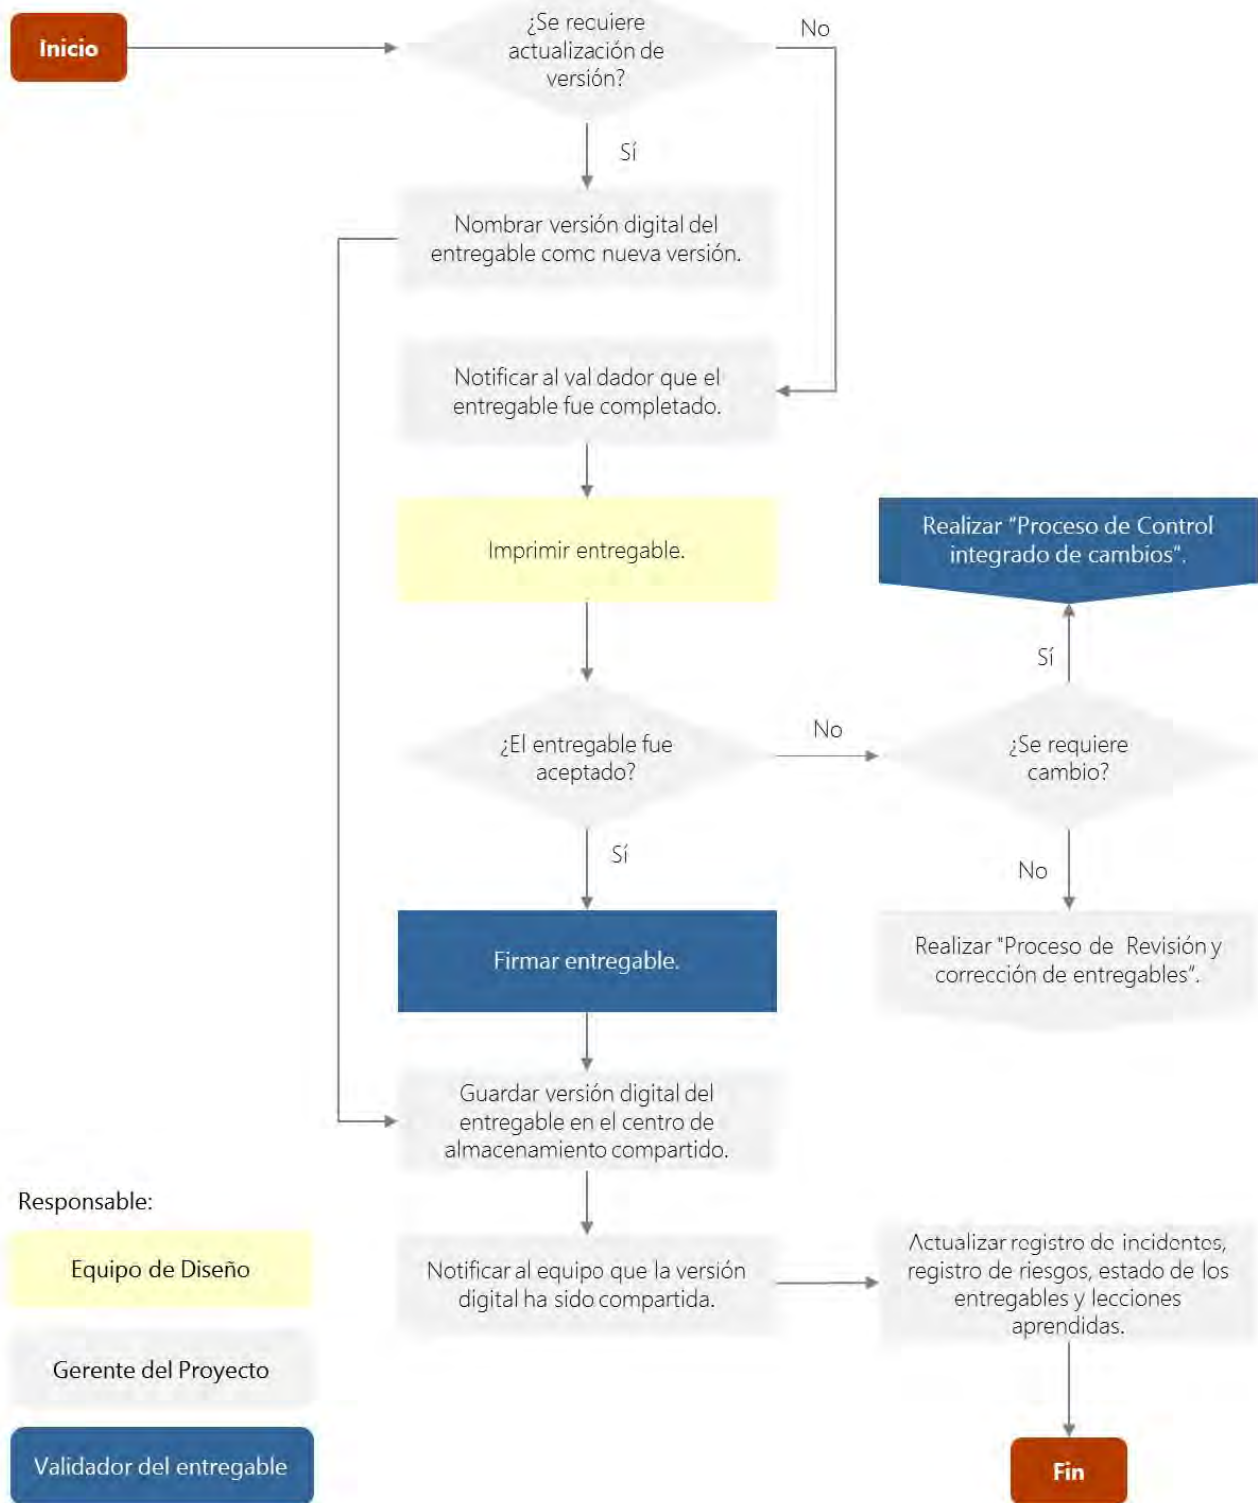 Inicio
¿Se requiere
actualización de
versión?
No
Sí
Nombrar versión digital del
entregable como nueva versión.
Notificar al val dador que el
entregable fue completado.
Imprimir entregable.
Realizar “Proceso de Control
integrado de cambios”.
Sí
¿El entregable fue
aceptado?
No
¿Se requiere
cambio?
Sí
No
Firmar entregable.
Realizar "Proceso de Revisión y
corrección de entregables”.
Guardar versión digital del
entregable en el centro de
almacenamiento compartido.
Notificar al equipo que la versión
digital ha sido compartida.
Actualizar registro de incidentes,
registro de riesgos, estado de los
entregables y lecciones
aprendidas.
Fin
Responsable:
Equipo de Diseño
Gerente del Proyecto
Validador del entregable